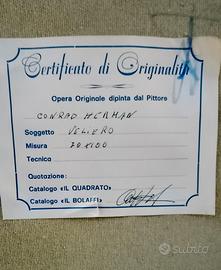 Certificato di Originalità
Opera Originale dipinta dal Pittore
CONRAD HERMAN
Soggetto VELIERO
Misura 70x100
Tecnica
Quotazione:
Catalogo «IL QUADRATO»
Catalogo «IL BOLAFFI»
subito